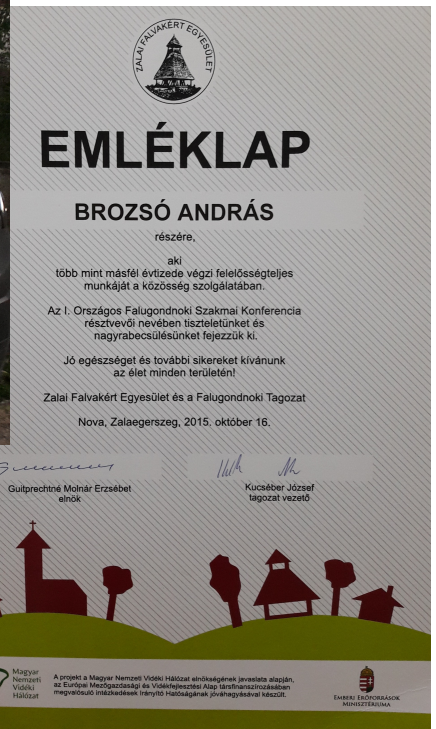 ZALAI FALVAKÉRT EGYESÜLET
EMLÉKLAP
BROZSÓ ANDRÁS
részére,
aki
több mint másfél évtizede végzi felelősségteljes
munkáját a közösség szolgálatában.
Az I. Országos Falugondnoki Szakmai Konferencia
résztvevői nevében tiszteletünket és
nagyrabecsülésünket fejezzük ki.
Jó egészséget és további sikereket kívánunk
az élet minden területén!
Zalai Falvakért Egyesület és a Falugondnoki Tagozat
Nova, Zalaegerszeg, 2015. október 16.
Guitprechtné Molnár Erzsébet
elnök
Kucséber József
tagozat vezető
Magyar
Nemzeti
Vidéki
Hálózat
A projekt a Magyar Nemzeti Vidéki Hálózat elnökségének javaslata alapján,
az Európai Mezőgazdasági és Vidékfejlesztési Alap társfinanszírozásában
megvalósuló intézkedések Irányító Hatóságának jóváhagyásával készült.
EMBERI ERŐFORRÁSOK
MINISZTÉRIUMA